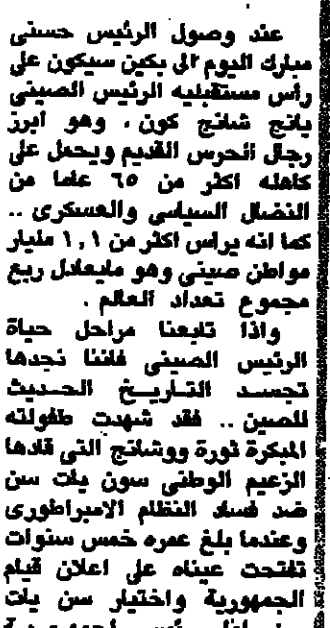 عند وصول الرئيس حسنى
مبارك اليوم الى بكين سيكون على
رأس مستقبليه الرئيس الصينى
يانج شانج كون ، وهو ابرز
رجال الحرس القديم ويحمل على
كاهله اكثر من ٦٥ عاما من
النضال السياسى والعسكرى ..
كما انه يراس اكثر من ١,١ مليار
مواطن صينى وهو مايعادل ربع
مجموع تعداد العالم .
واذا تابعنا مراحل حياة
الرئيس الصينى فاننا نجدها
تجسد التاريخ الحديث
للصين .. فقد شهدت طفولته
المبكرة ثورة ووشانج التى قادها
الزعيم الوطنى سون يات سن
ضد فساد النظام الامبراطورى
وعندما بلغ عمره خمس سنوات
تفتحت عيناه على اعلان قيام
الجمهورية واختيار سن يات